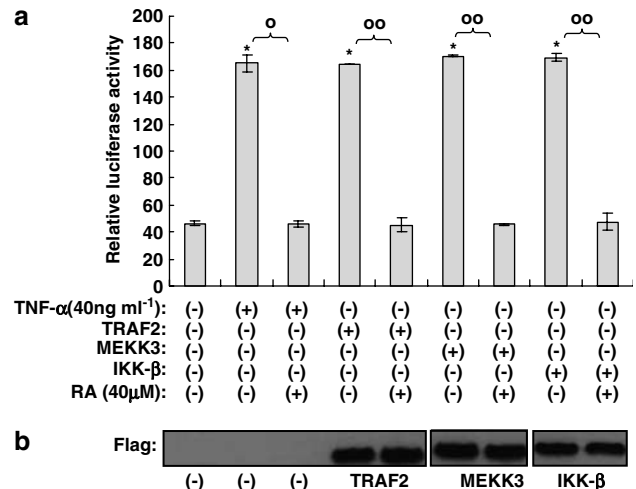 a
o oo oo oo
* * * *
200
180
160
140
120
100
80
60
40
20
0
Relative luciferase activity
TNF-α(40ng ml⁻¹): (-) (+) (+) (-) (-) (-) (-) (-) (-)
TRAF2: (-) (-) (-) (+) (+) (-) (-) (-) (-)
MEKK3: (-) (-) (-) (-) (-) (+) (+) (-) (-)
IKK-β: (-) (-) (-) (-) (-) (-) (-) (+) (+)
RA (40μM): (-) (-) (+) (-) (+) (-) (+) (-) (+)
b
Flag:
(-) (-) (-) TRAF2 MEKK3 IKK-β